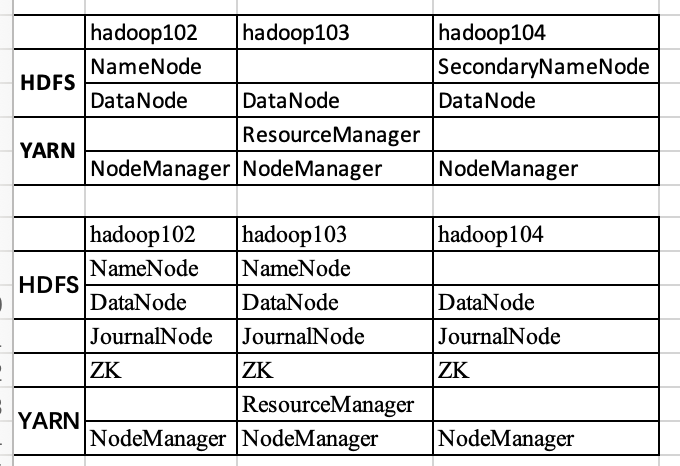 hadoop102 hadoop103 hadoop104
HDFS NameNode SecondaryNameNode
DataNode DataNode DataNode
YARN ResourceManager
NodeManager NodeManager NodeManager
hadoop102 hadoop103 hadoop104
HDFS NameNode NameNode
DataNode DataNode DataNode
JournalNode JournalNode JournalNode
ZK ZK ZK
YARN ResourceManager
NodeManager NodeManager NodeManager